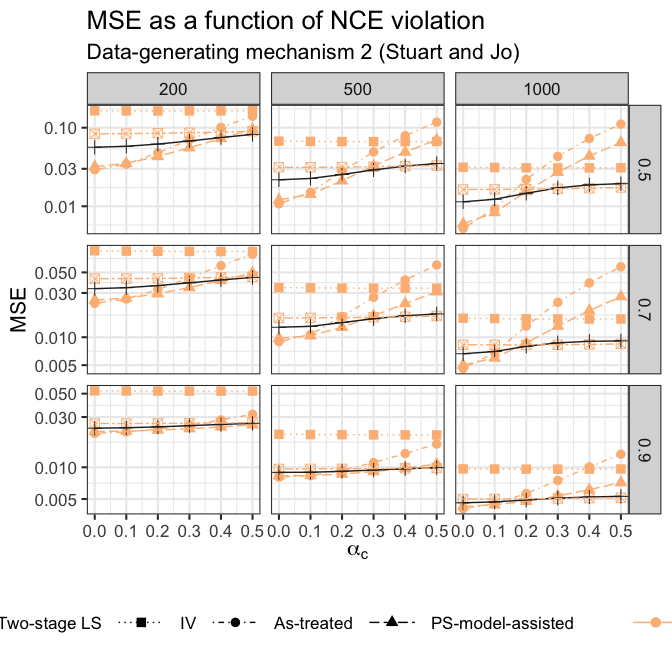 MSE as a function of NCE violation
Data-generating mechanism 2 (Stuart and Jo)
200 500 1000
0.10
0.03
0.01
0.5
0.050
0.030
0.010
0.005
0.7
0.050
0.030
0.010
0.005
0.9
MSE
0.0 0.1 0.2 0.3 0.4 0.5 0.0 0.1 0.2 0.3 0.4 0.5 0.0 0.1 0.2 0.3 0.4 0.5
αc
Two-stage LS IV As-treated PS-model-assisted